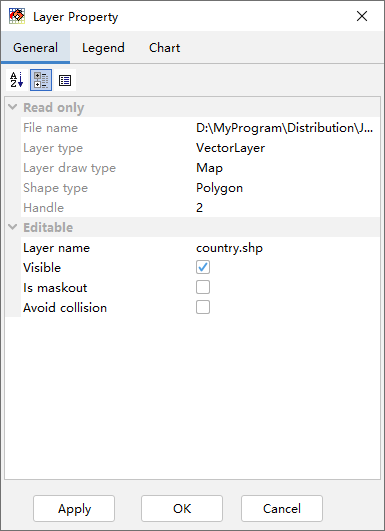 Layer Property
General Legend Chart
Read only
File name D:\MyProgram\Distribution\J...
Layer type VectorLayer
Layer draw type Map
Shape type Polygon
Handle 2
Editable
Layer name country.shp
Visible
Is maskout
Avoid collision
Apply OK Cancel